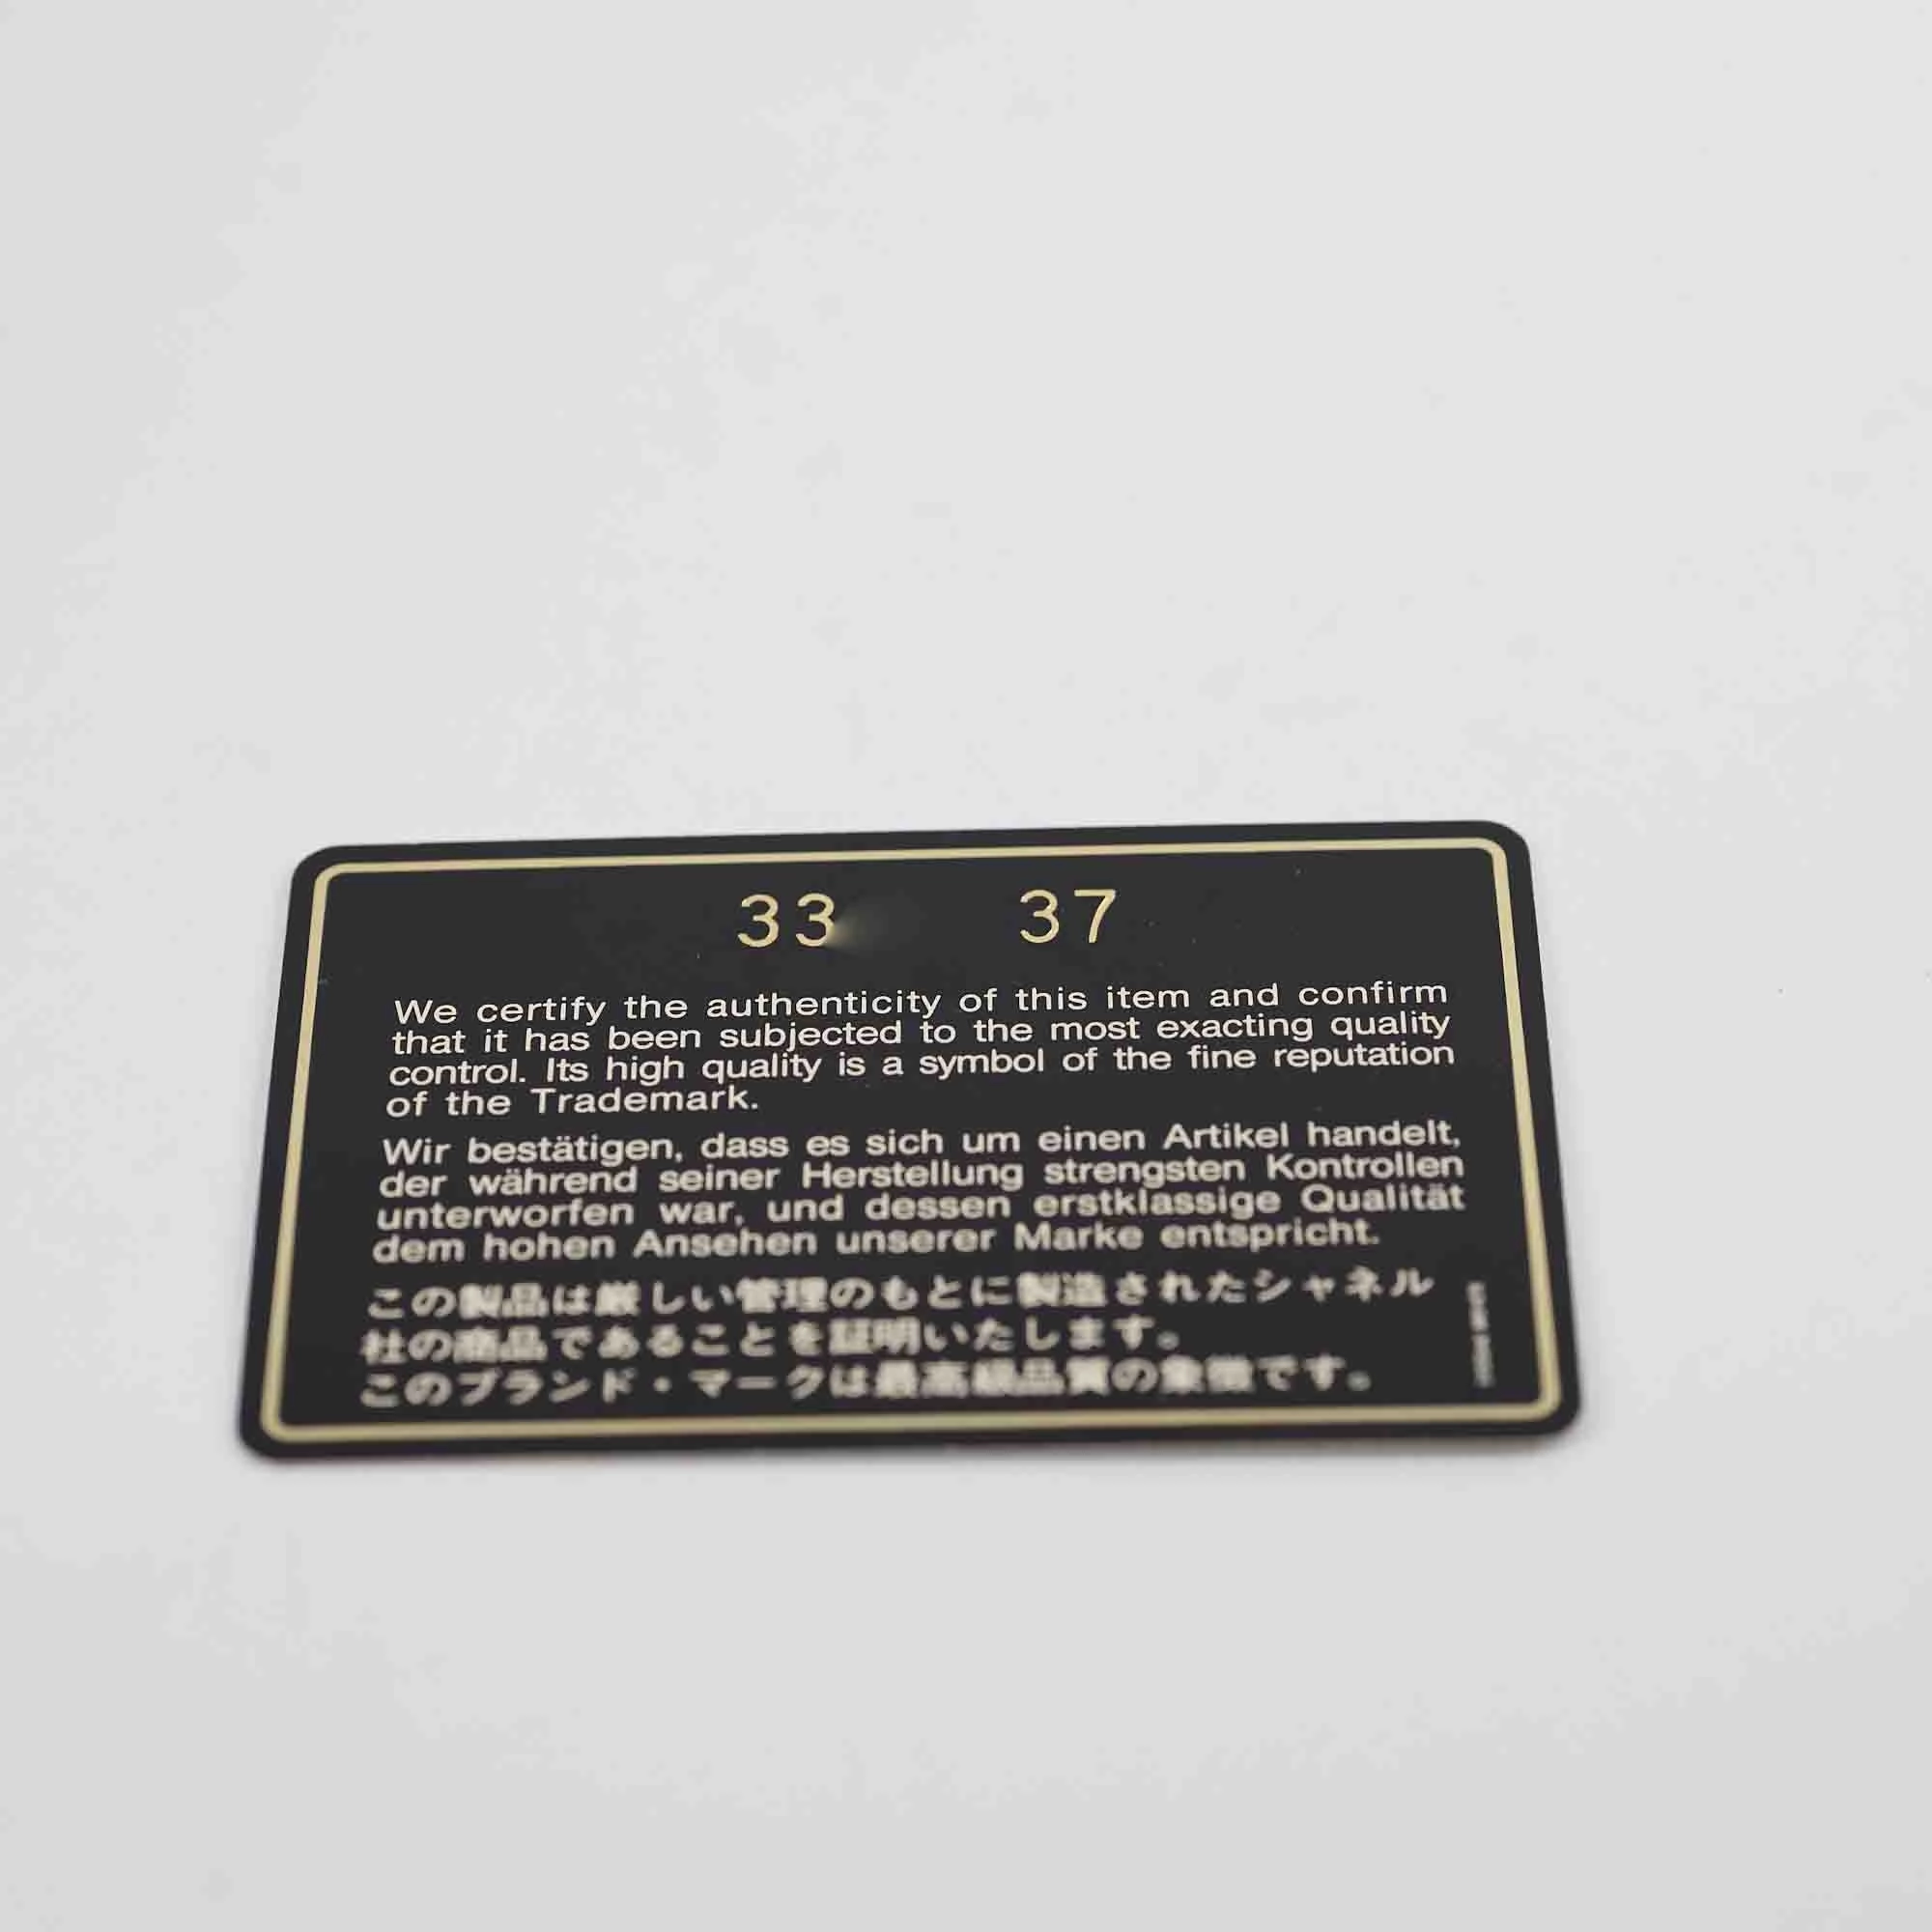 33 37
We certify the authenticity of this item and confirm
that it has been subjected to the most exacting quality
control. Its high quality is a symbol of the fine reputation
of the Trademark.
Wir bestätigen, dass es sich um einen Artikel handelt,
der während seiner Herstellung strengsten Kontrollen
unterworfen war, und dessen erstklassige Qualität
dem hohen Ansehen unserer Marke entspricht.
この製品は厳しい管理のもとに製造されたシャネル
社の商品であることを証明いたします。
このブランド・マークは最高級品質の象徴です。